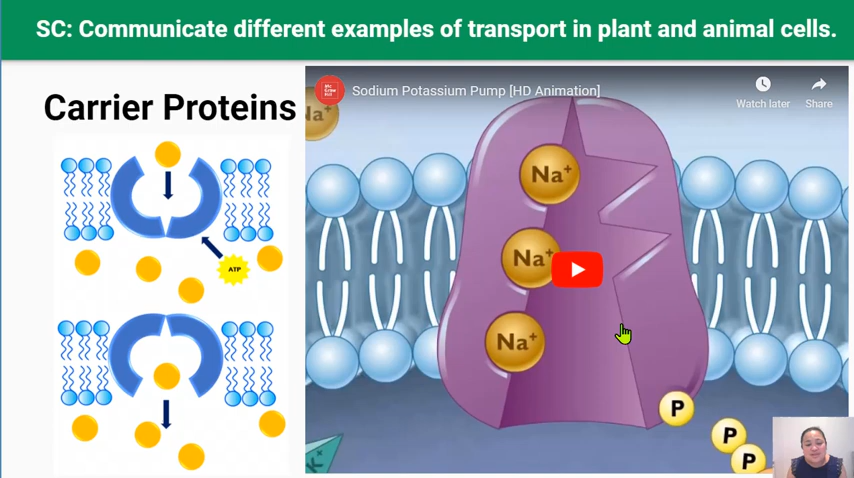 SC: Communicate different examples of transport in plant and animal cells.
Carrier Proteins
Sodium Potassium Pump [HD Animation]
Watch later
Share
Na+
Na+
Na+
Na+
ATP
P
P
P
K+